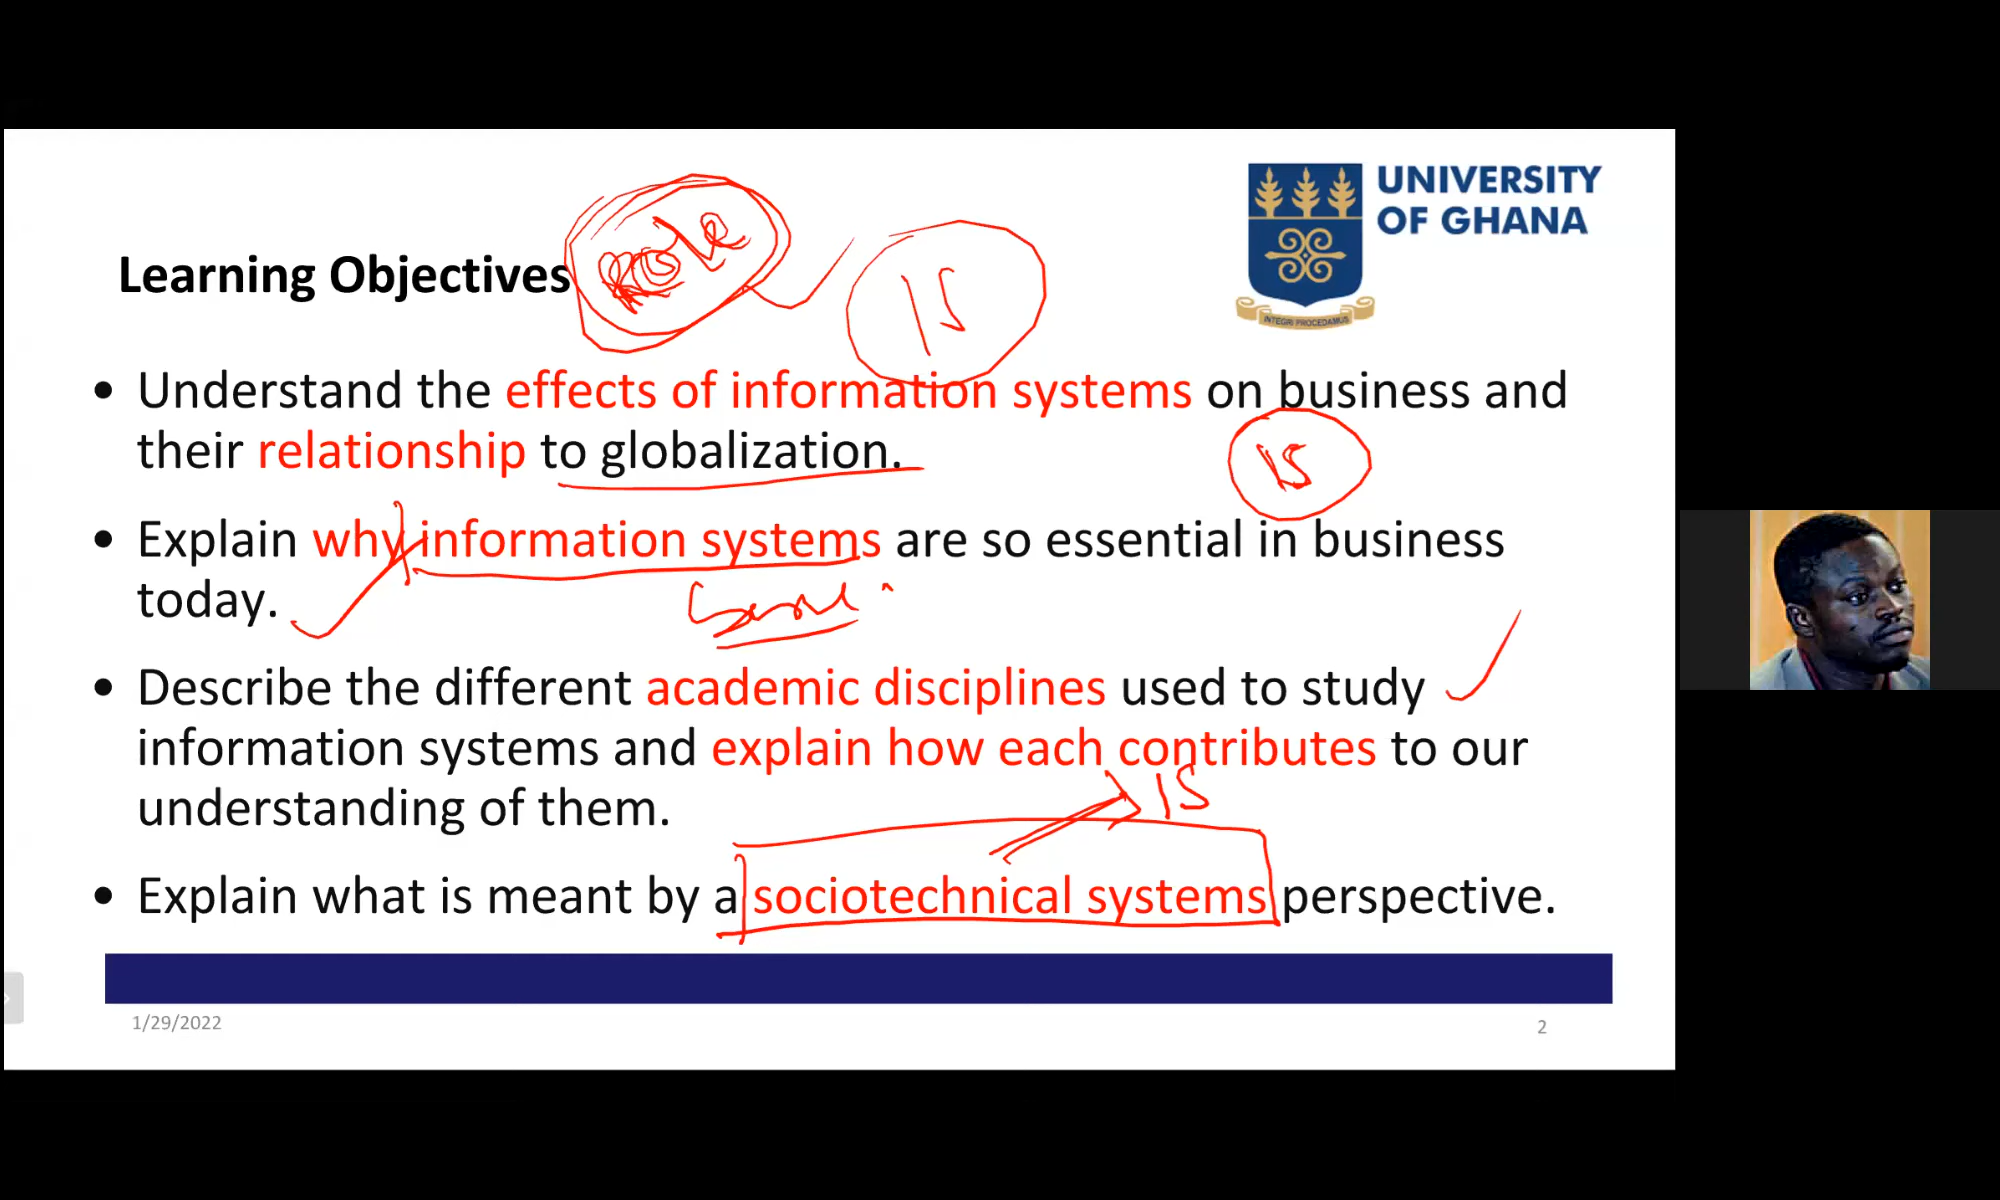 UNIVERSITY
OF GHANA
INTEGRI PROCEDAMUS
Learning Objectives
Role
IS
• Understand the effects of information systems on business and
their relationship to globalization.
IS
• Explain why information systems are so essential in business
today.
• Describe the different academic disciplines used to study
information systems and explain how each contributes to our
understanding of them.
IS
• Explain what is meant by a sociotechnical systems perspective.
1/29/2022
2